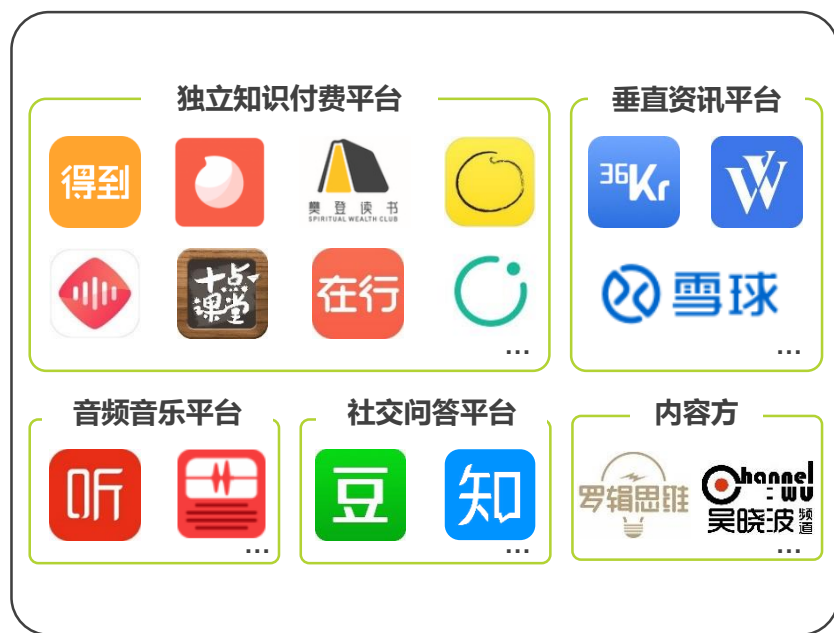 独立知识付费平台
得到
樊登读书
SPIRITUAL WEALTH CLUB
十点课堂
在行
...
垂直资讯平台
36Kr
雪球
...
音频音乐平台
听
...
社交问答平台
豆
知
...
内容方
罗辑思维
Channel
:wu
吴晓波频道
...